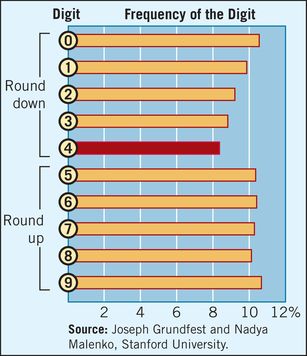 Digit Frequency of the Digit
0
1
Round
down
2
3
4
5
6
Round
up
7
8
9
2 4 6 8 10 12%
Source: Joseph Grundfest and Nadya
Malenko, Stanford University.